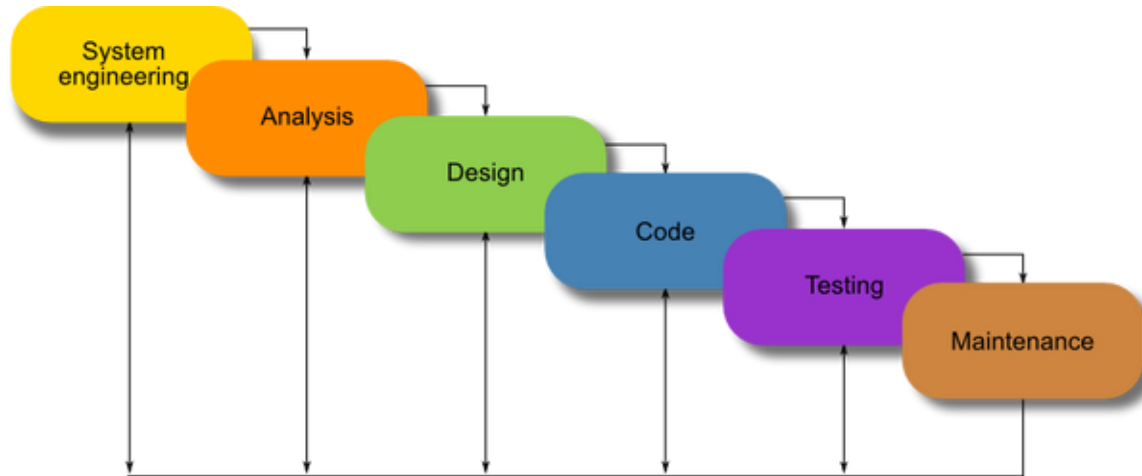 System
engineering
Analysis
Design
Code
Testing
Maintenance